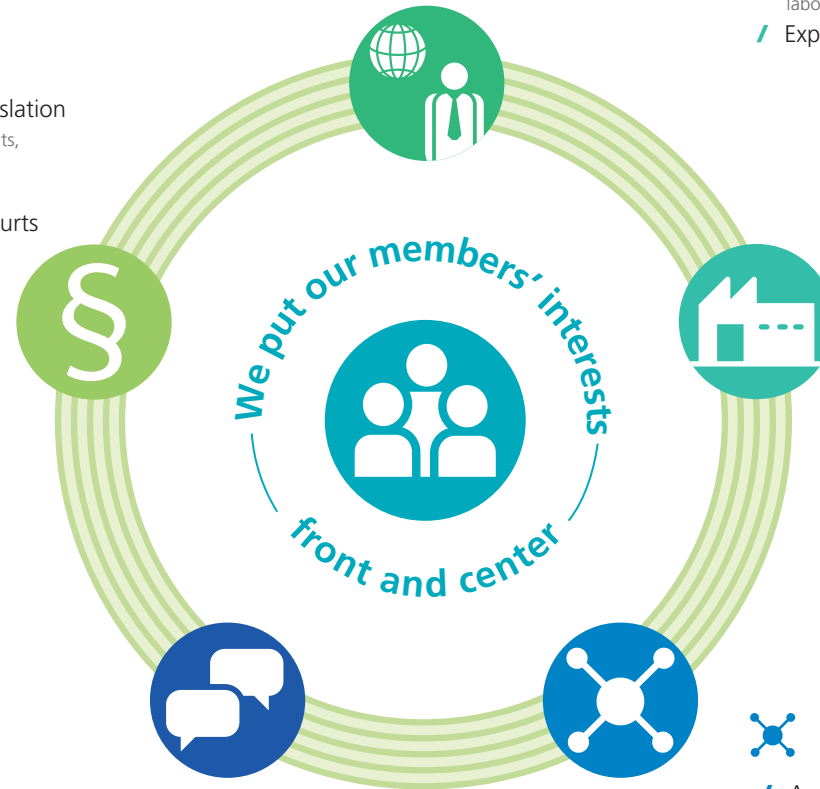 labo
Exp
slation
ts,
urts
§
We put our members’ interests
front and center
A